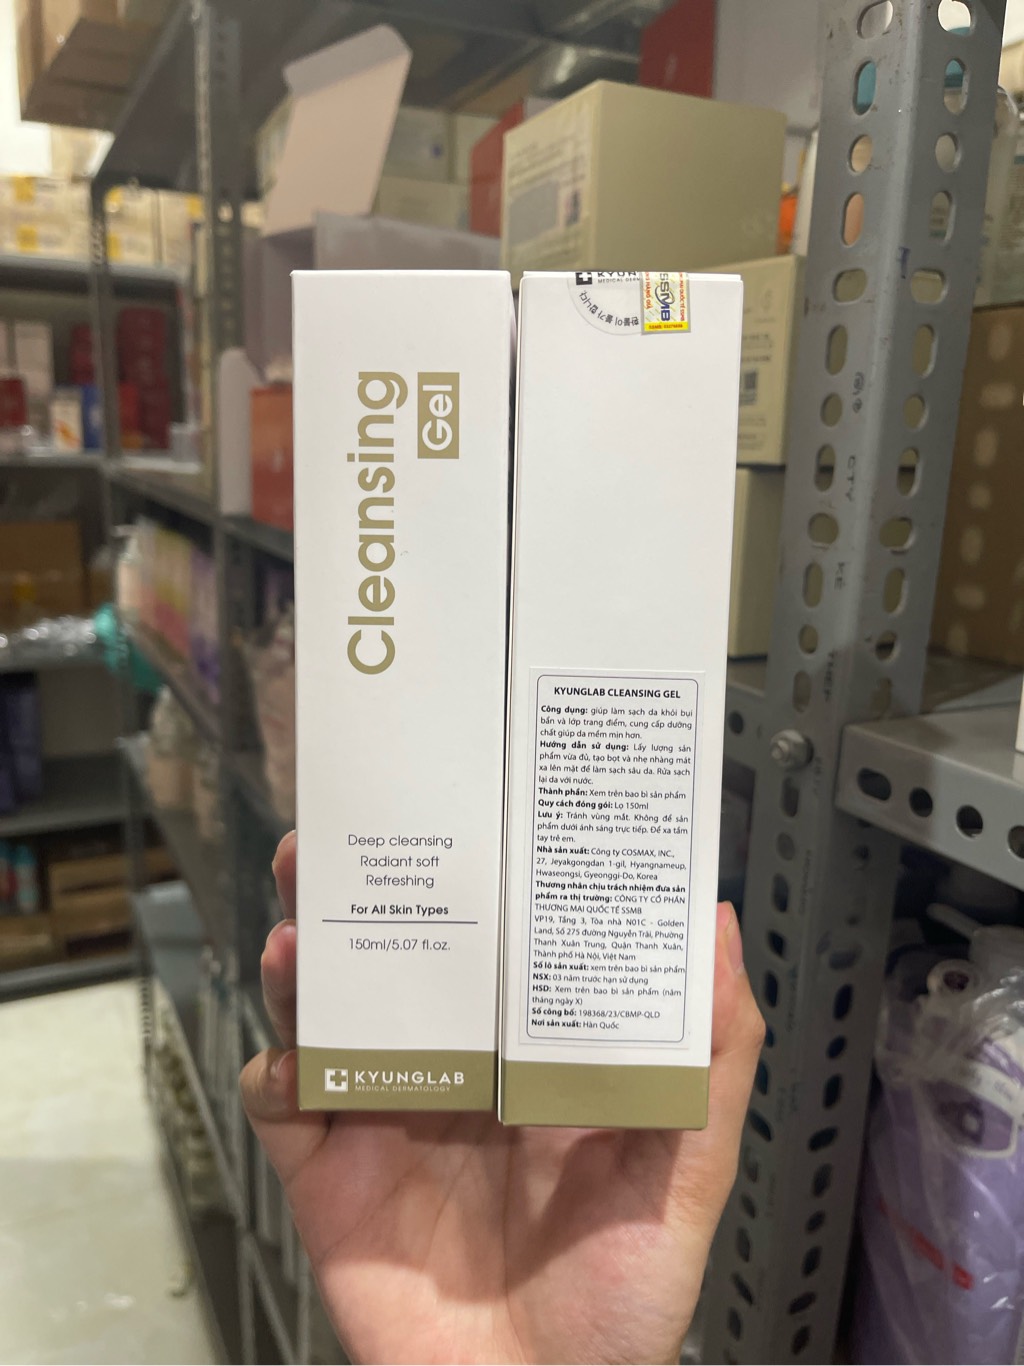 Cleansing
Gel
Deep cleansing
Radiant soft
Refreshing
For All Skin Types
150ml/5.07 fl.oz.
KYUNGLAB
MEDICAL DERMATOLOGY
SSMB
KYUNGLAB CLEANSING GEL
Công dụng: giúp làm sạch da khỏi bụi
bẩn và lớp trang điểm, cung cấp dưỡng
chất giúp da mềm mịn hơn.
Hướng dẫn sử dụng: Lấy lượng sản
phẩm vừa đủ, tạo bọt và nhẹ nhàng mát
xa lên mặt để làm sạch sâu da. Rửa sạch
lại da với nước.
Thành phần: Xem trên bao bì sản phẩm
Quy cách đóng gói: Lọ 150ml
Lưu ý: Tránh vùng mắt. Không để sản
phẩm dưới ánh sáng trực tiếp. Để xa tầm
tay trẻ em.
Nhà sản xuất: Công ty COSMAX, INC.,
27, Jeyakgongdan 1-gil, Hyangnameup,
Hwaseongsi, Gyeonggi-Do, Korea
Thương nhân chịu trách nhiệm đưa sản
phẩm ra thị trường: CÔNG TY CỔ PHẦN
THƯƠNG MẠI QUỐC TẾ SSMB
VP19, Tầng 3, Tòa nhà N01C - Golden
Land, Số 275 đường Nguyễn Trãi, Phường
Thanh Xuân Trung, Quận Thanh Xuân,
Thành phố Hà Nội, Việt Nam
Số lô sản xuất: xem trên bao bì sản phẩm
NSX: 03 năm trước hạn sử dụng
HSD: Xem trên bao bì sản phẩm (năm
tháng ngày X)
Số công bố: 198368/23/CBMP-QLD
Nơi sản xuất: Hàn Quốc